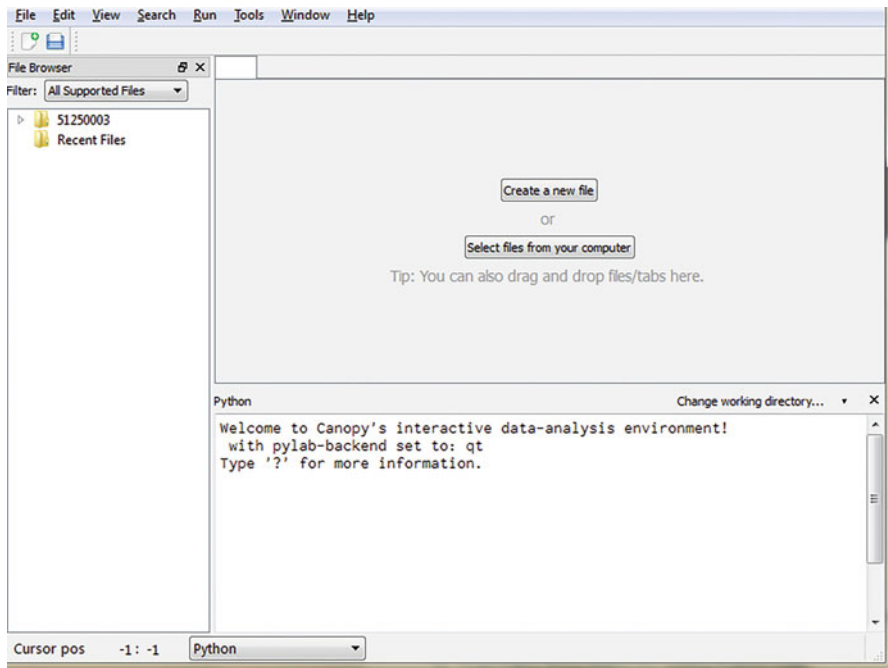 File Edit View Search Run Tools Window Help
File Browser
Filter: All Supported Files
51250003
Recent Files
Create a new file
or
Select files from your computer
Tip: You can also drag and drop files/tabs here.
Python Change working directory...
Welcome to Canopy's interactive data-analysis environment!
with pylab-backend set to: qt
Type '?' for more information.
Cursor pos -1: -1 Python